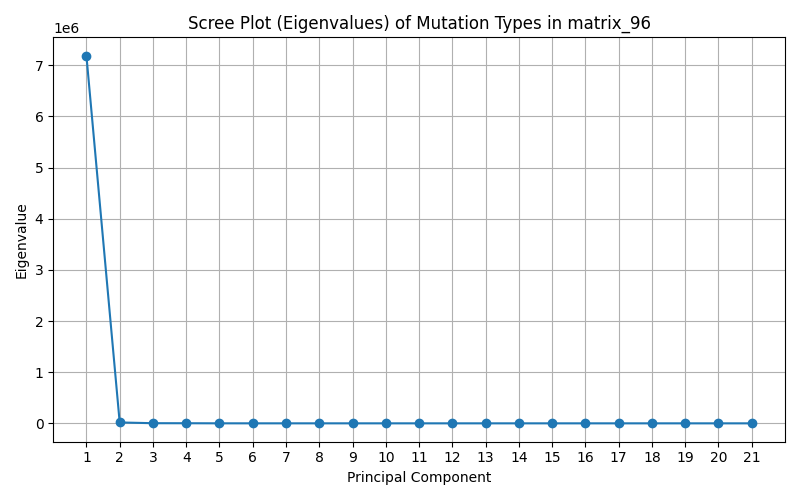 Scree Plot (Eigenvalues) of Mutation Types in matrix_96
1e6
7
6
5
4
3
2
1
0
Eigenvalue
1 2 3 4 5 6 7 8 9 10 11 12 13 14 15 16 17 18 19 20 21
Principal Component